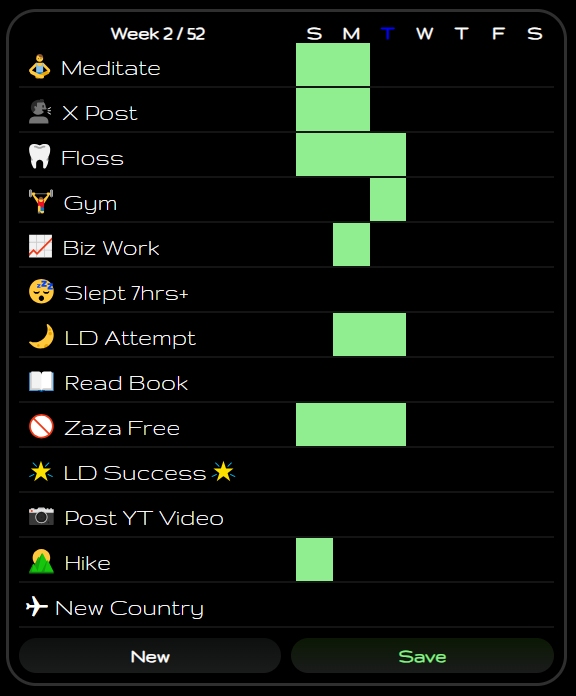 Week 2 / 52 S M T W T F S
Meditate
X Post
Floss
Gym
Biz Work
Slept 7hrs+
LD Attempt
Read Book
Zaza Free
LD Success
Post YT Video
Hike
New Country
New Save